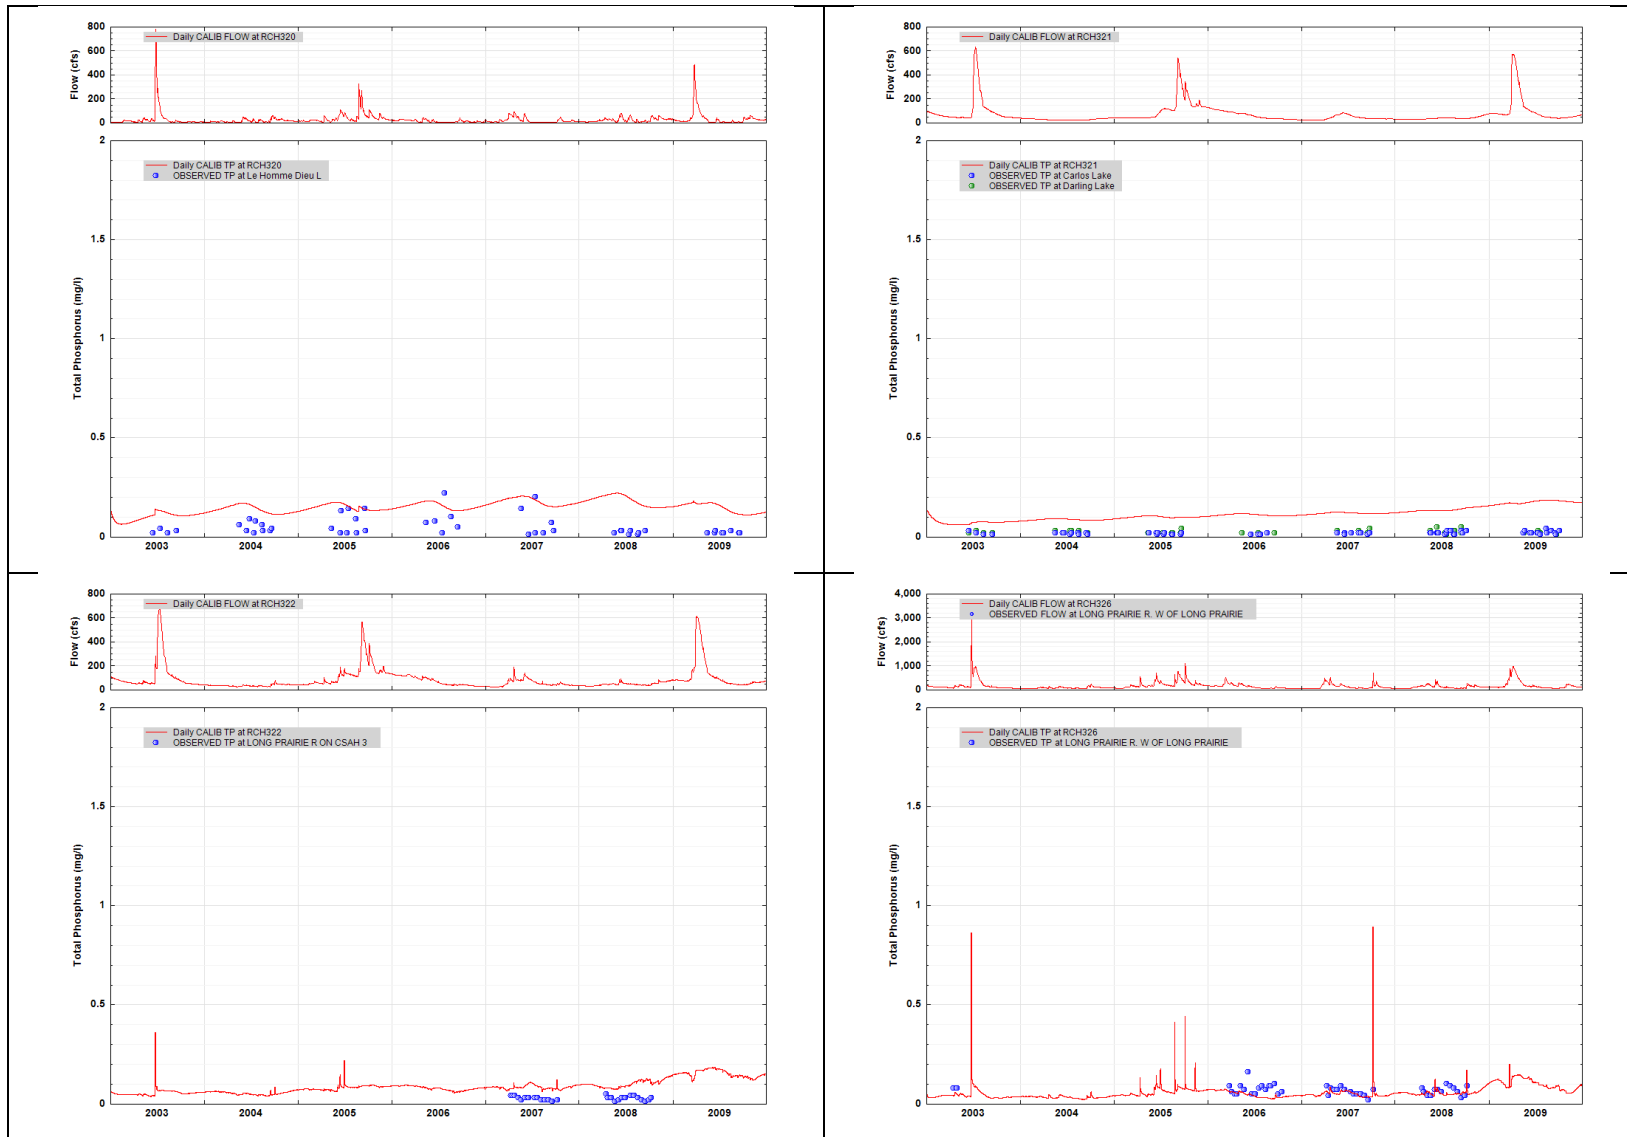 800
600
400
200
0
Flow (cfs)
Daily CALIB FLOW at RCH320
2
1.5
1
0.5
0
Total Phosphorus (mg/l)
Daily CALIB TP at RCH320
OBSERVED TP at Le Homme Dieu L
2003 2004 2005 2006 2007 2008 2009
800
600
400
200
0
Flow (cfs)
Daily CALIB FLOW at RCH321
2
1.5
1
0.5
0
Total Phosphorus (mg/l)
Daily CALIB TP at RCH321
OBSERVED TP at Carlos Lake
OBSERVED TP at Darling Lake
2003 2004 2005 2006 2007 2008 2009
800
600
400
200
0
Flow (cfs)
Daily CALIB FLOW at RCH322
2
1.5
1
0.5
0
Total Phosphorus (mg/l)
Daily CALIB TP at RCH322
OBSERVED TP at LONG PRAIRIE R ON CSAH 3
2003 2004 2005 2006 2007 2008 2009
4,000
3,000
2,000
1,000
0
Flow (cfs)
Daily CALIB FLOW at RCH326
OBSERVED FLOW at LONG PRAIRIE R. W OF LONG PRAIRIE
2
1.5
1
0.5
0
Total Phosphorus (mg/l)
Daily CALIB TP at RCH326
OBSERVED TP at LONG PRAIRIE R. W OF LONG PRAIRIE
2003 2004 2005 2006 2007 2008 2009